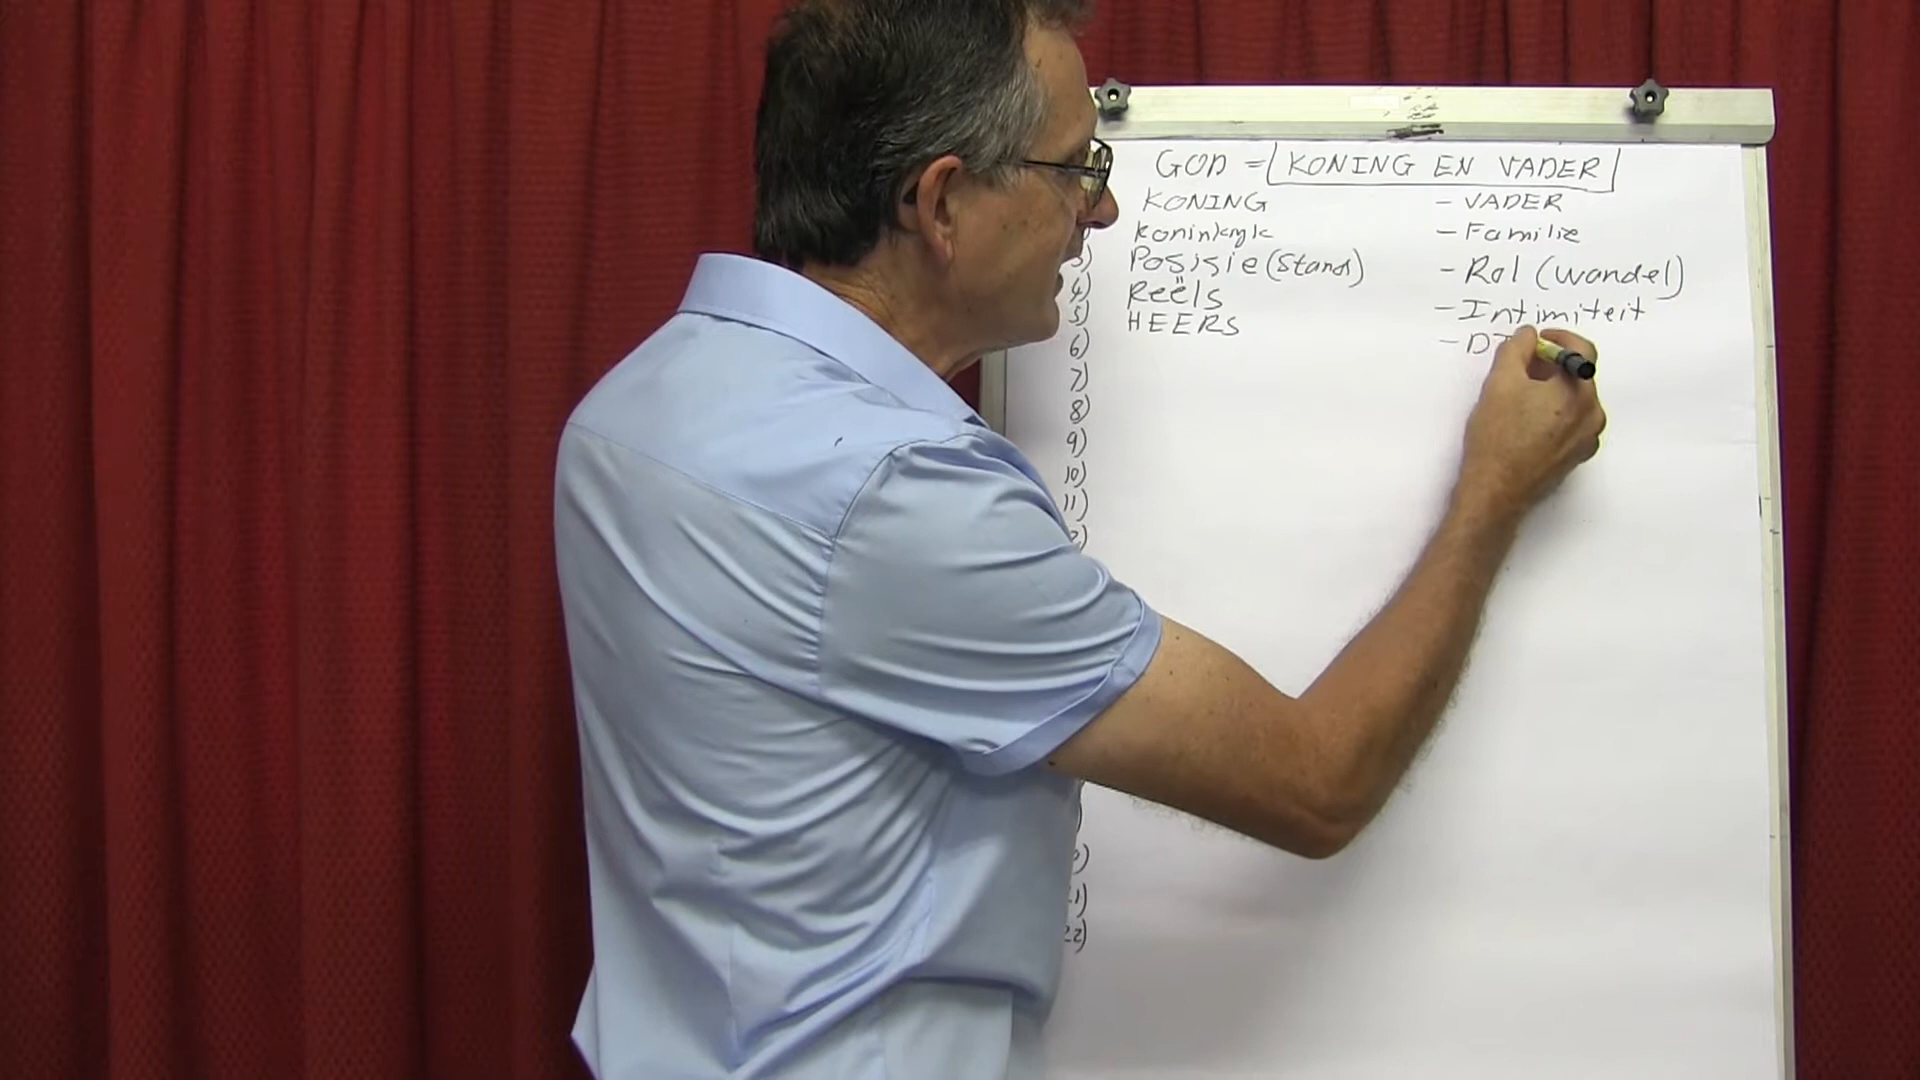 GOD = KONING EN VADER
KONING - VADER
koninkryk - Familie
3) Posisie (Stand) - Rol (wandel)
4) Reëls - Intimiteit
5) HEERS
6)
7)
8)
9)
10)
11)
21)
22)